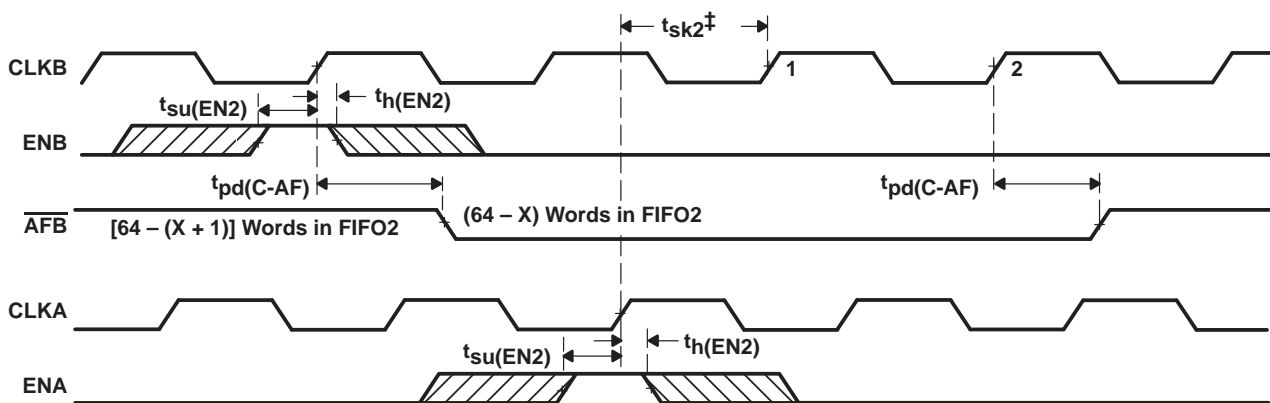 tsk2‡
CLKB
1
2
tsu(EN2)
th(EN2)
ENB
tpd(C-AF)
tpd(C-AF)
AFB
[64 – (X + 1)] Words in FIFO2
(64 – X) Words in FIFO2
CLKA
tsu(EN2)
th(EN2)
ENA